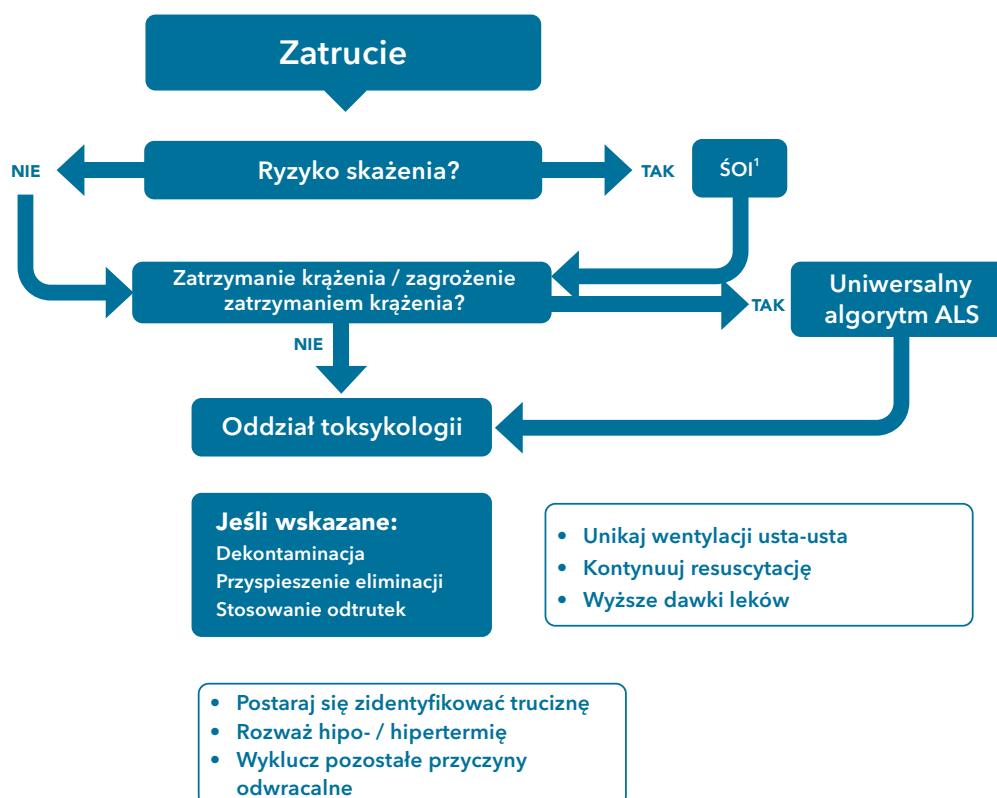 Zatrucie
NIE
Ryzyko skażenia?
TAK
ŚOI¹
Zatrzymanie krążenia / zagrożenie
zatrzymaniem krążenia?
TAK
Uniwersalny
algorytm ALS
NIE
Oddział toksykologii
Jeśli wskazane:
Dekontaminacja
Przyspieszenie eliminacji
Stosowanie odtrutek
• Unikaj wentylacji usta-usta
• Kontynuuj resuscytację
• Wyższe dawki leków
• Postaraj się zidentyfikować truciznę
• Rozważ hipo- / hipertermię
• Wyklucz pozostałe przyczyny
odwracalne